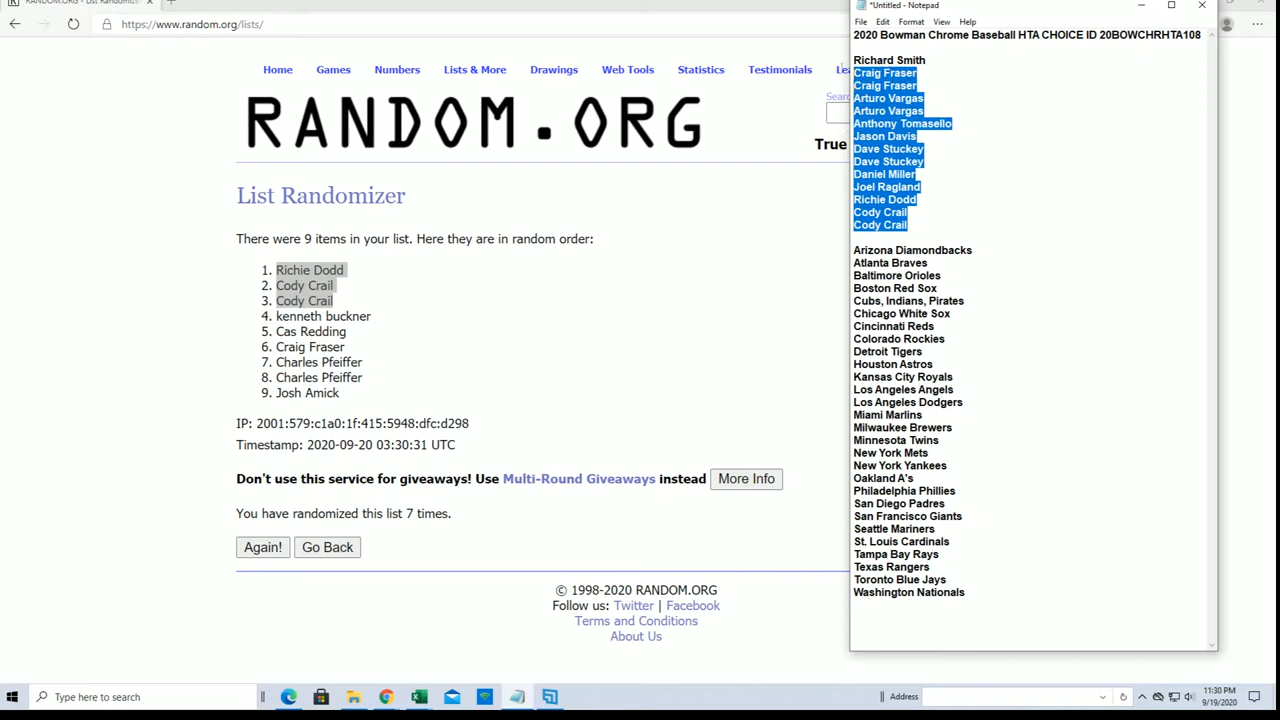 RANDOM.ORG - List Randomizer
https://www.random.org/lists/
Home Games Numbers Lists & More Drawings Web Tools Statistics Testimonials
RANDOM.ORG
True
List Randomizer
There were 9 items in your list. Here they are in random order:
1. Richie Dodd
2. Cody Crail
3. Cody Crail
4. kenneth buckner
5. Cas Redding
6. Craig Fraser
7. Charles Pfeiffer
8. Charles Pfeiffer
9. Josh Amick
IP: 2001:579:c1a0:1f:415:5948:dfc:d298
Timestamp: 2020-09-20 03:30:31 UTC
Don't use this service for giveaways! Use Multi-Round Giveaways instead More Info
You have randomized this list 7 times.
Again! Go Back
© 1998-2020 RANDOM.ORG
Follow us: Twitter | Facebook
Terms and Conditions
About Us
*Untitled - Notepad
File Edit Format View Help
2020 Bowman Chrome Baseball HTA CHOICE ID 20BOWCHRHTA108
Richard Smith
Craig Fraser
Craig Fraser
Arturo Vargas
Arturo Vargas
Anthony Tomasello
Jason Davis
Dave Stuckey
Dave Stuckey
Daniel Miller
Joel Ragland
Richie Dodd
Cody Crail
Cody Crail
Arizona Diamondbacks
Atlanta Braves
Baltimore Orioles
Boston Red Sox
Cubs, Indians, Pirates
Chicago White Sox
Cincinnati Reds
Colorado Rockies
Detroit Tigers
Houston Astros
Kansas City Royals
Los Angeles Angels
Los Angeles Dodgers
Miami Marlins
Milwaukee Brewers
Minnesota Twins
New York Mets
New York Yankees
Oakland A's
Philadelphia Phillies
San Diego Padres
San Francisco Giants
Seattle Mariners
St. Louis Cardinals
Tampa Bay Rays
Texas Rangers
Toronto Blue Jays
Washington Nationals
Type here to search
Address
11:30 PM
9/19/2020